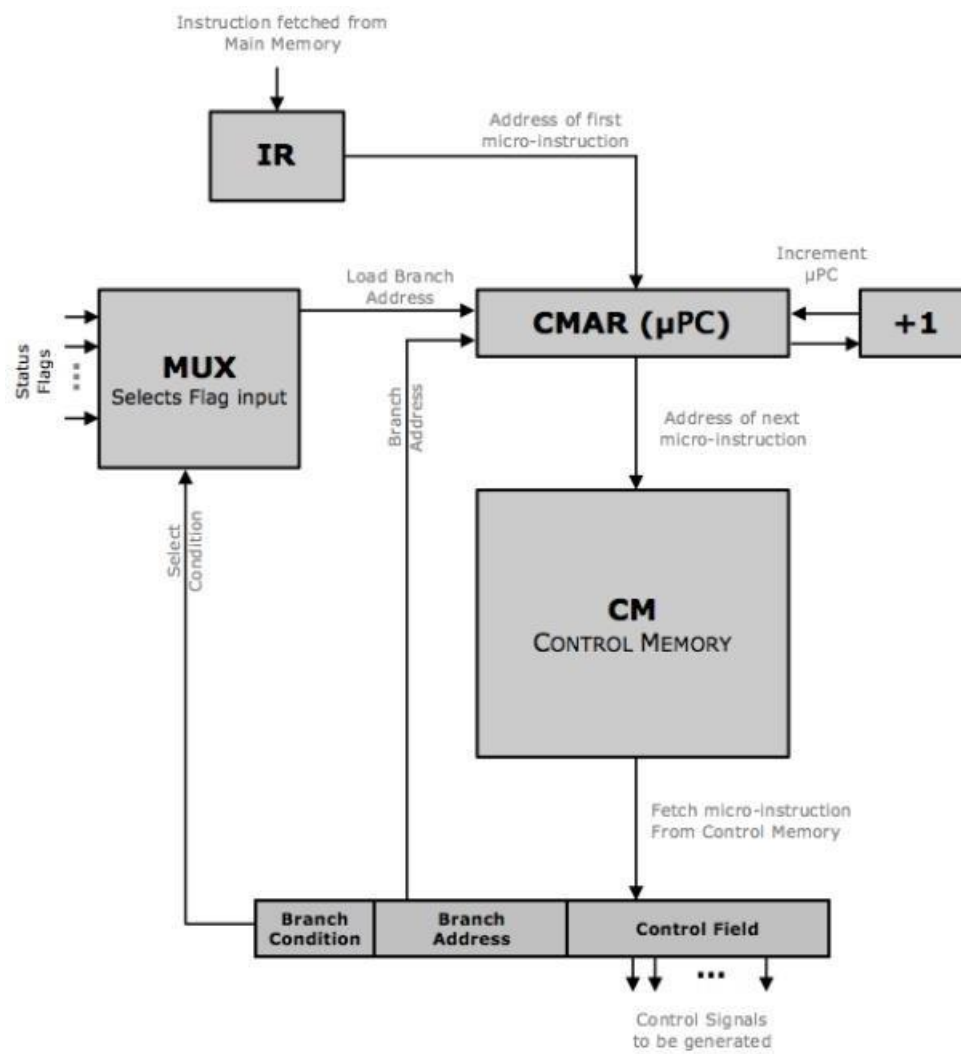 Instruction fetched from
Main Memory
IR
Address of first
micro-instruction
Load Branch
Address
Increment
µPC
CMAR (µPC)
+1
Status
Flags
...
MUX
Selects Flag input
Branch
Address
Address of next
micro-instruction
Select
Condition
CM
CONTROL MEMORY
Fetch micro-instruction
From Control Memory
Branch
Condition
Branch
Address
Control Field
...
Control Signals
to be generated